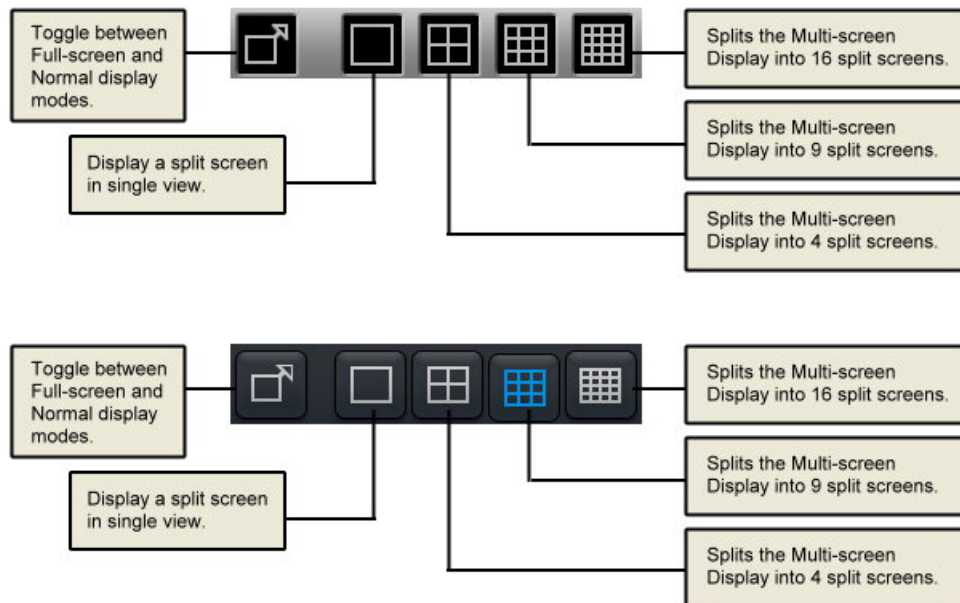 Toggle between
Full-screen and
Normal display
modes.
Display a split screen
in single view.
Splits the Multi-screen
Display into 16 split screens.
Splits the Multi-screen
Display into 9 split screens.
Splits the Multi-screen
Display into 4 split screens.
Toggle between
Full-screen and
Normal display
modes.
Display a split screen
in single view.
Splits the Multi-screen
Display into 16 split screens.
Splits the Multi-screen
Display into 9 split screens.
Splits the Multi-screen
Display into 4 split screens.